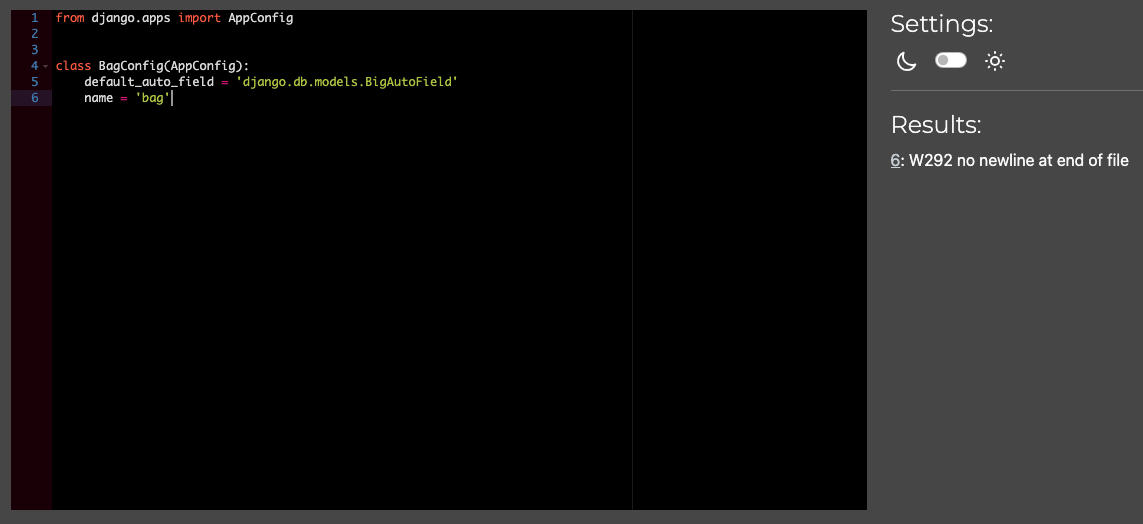 1 from django.apps import AppConfig
2
3
4 class BagConfig(AppConfig):
5     default_auto_field = 'django.db.models.BigAutoField'
6     name = 'bag'
Settings:
Results:
6: W292 no newline at end of file